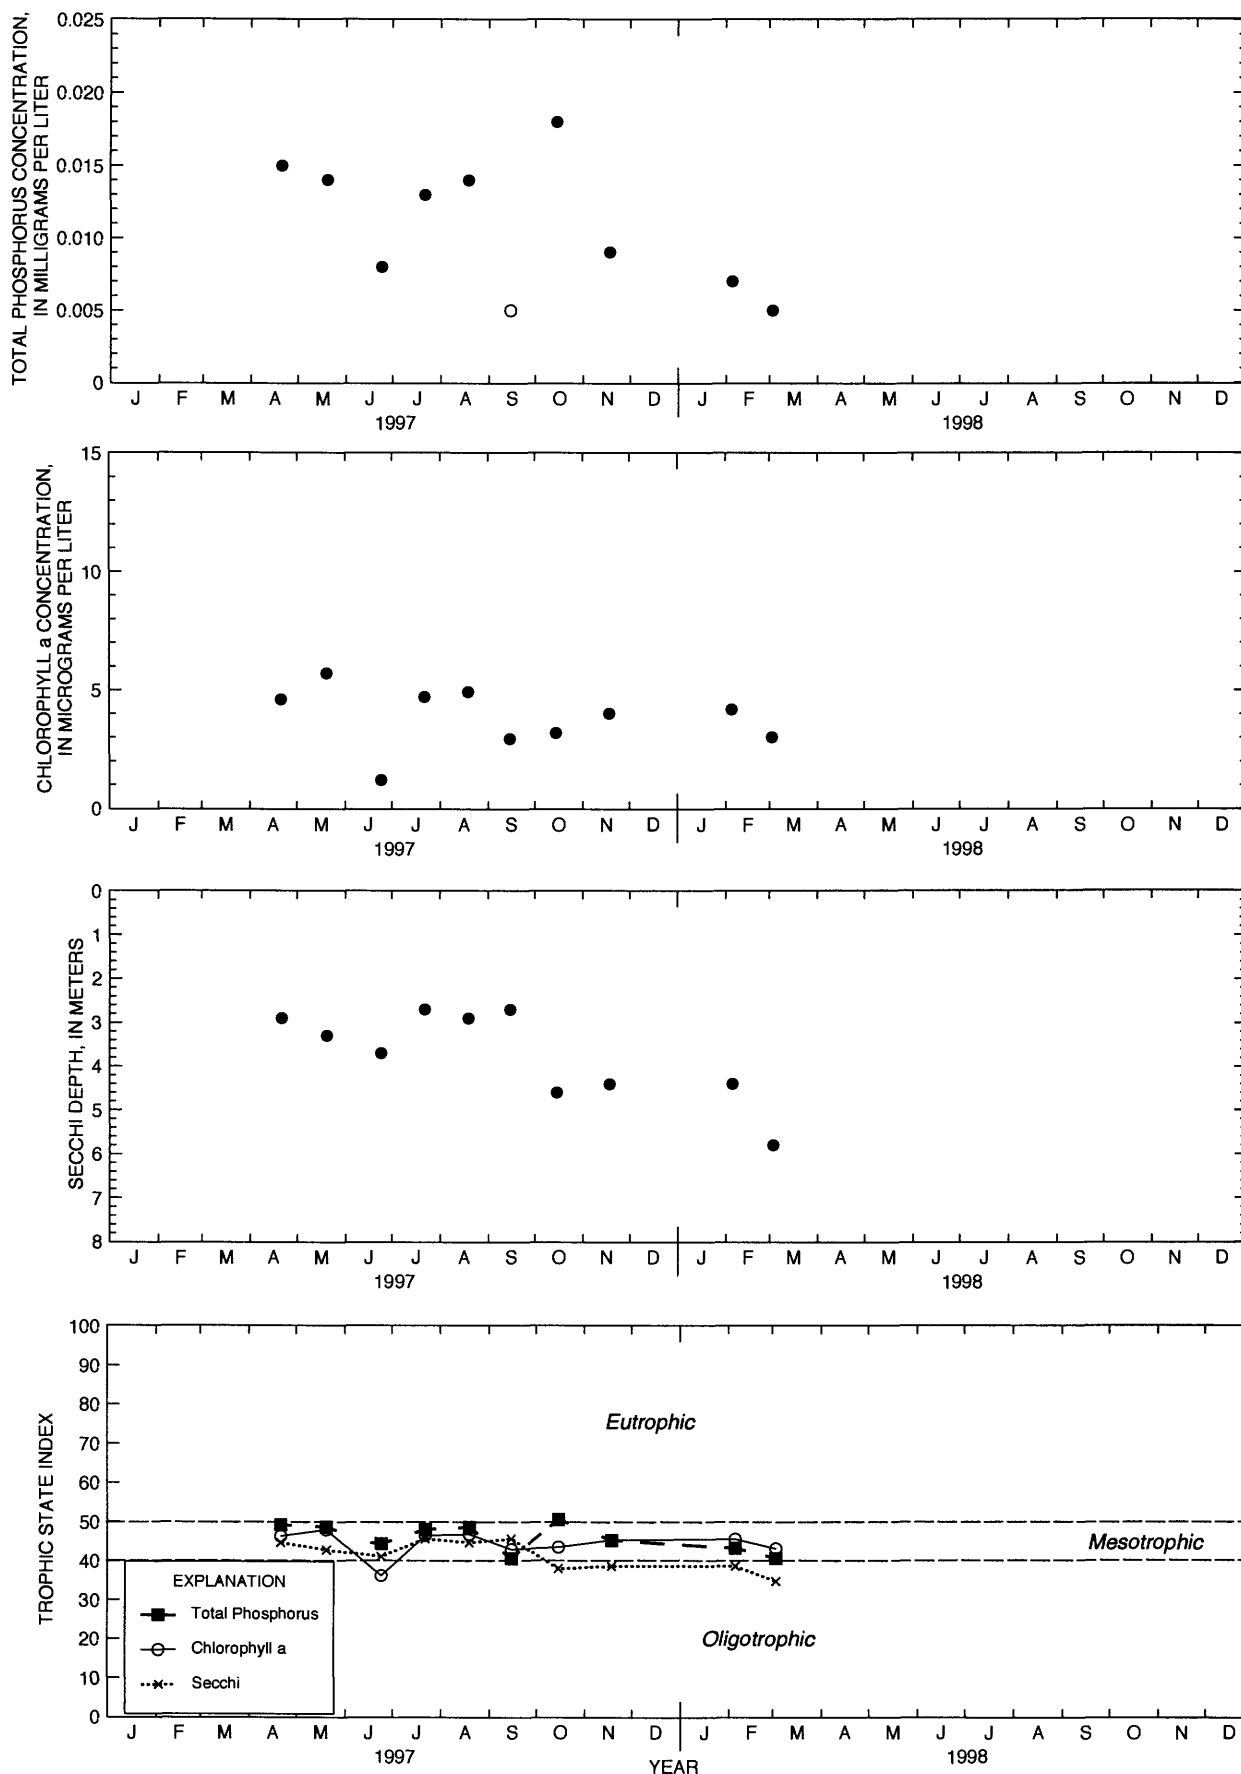 TOTAL PHOSPHORUS CONCENTRATION,
IN MILLIGRAMS PER LITER
0.025
0.020
0.015
0.010
0.005
0
J F M A M J J A S O N D J F M A M J J A S O N D
1997 1998
CHLOROPHYLL a CONCENTRATION,
IN MICROGRAMS PER LITER
15
10
5
0
J F M A M J J A S O N D J F M A M J J A S O N D
1997 1998
SECCHI DEPTH, IN METERS
0
1
2
3
4
5
6
7
8
J F M A M J J A S O N D J F M A M J J A S O N D
1997 1998
TROPHIC STATE INDEX
100
90
80
70
60
50
40
30
20
10
0
Eutrophic
Mesotrophic
Oligotrophic
EXPLANATION
Total Phosphorus
Chlorophyll a
Secchi
J F M A M J J A S O N D J F M A M J J A S O N D
1997 1998
YEAR